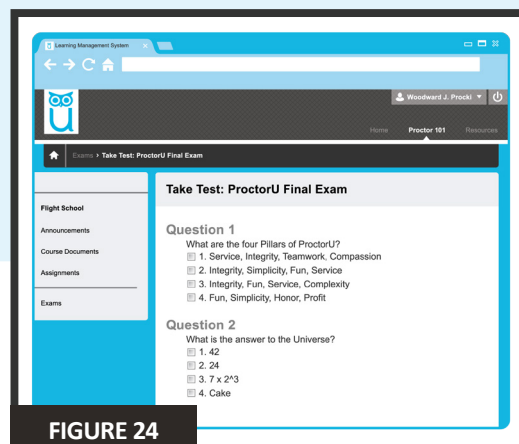 Learning Management System
Woodward J. Procki
Home Proctor 101 Resources
Exams › Take Test: ProctorU Final Exam
Flight School
Announcements
Course Documents
Assignments
Exams
Take Test: ProctorU Final Exam
Question 1
What are the four Pillars of ProctorU?
1. Service, Integrity, Teamwork, Compassion
2. Integrity, Simplicity, Fun, Service
3. Integrity, Fun, Service, Complexity
4. Fun, Simplicity, Honor, Profit
Question 2
What is the answer to the Universe?
1. 42
2. 24
3. 7 x 2^3
4. Cake
FIGURE 24